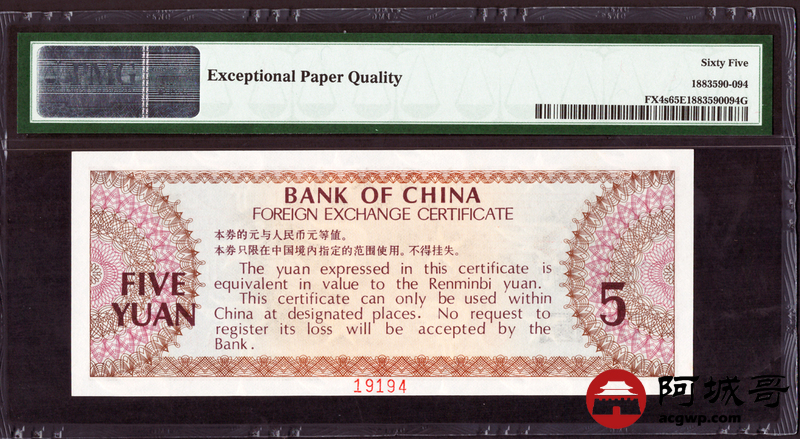 PMG
Exceptional Paper Quality
Sixty Five
1883590-094
FX4s65E1883590094G
BANK OF CHINA
FOREIGN EXCHANGE CERTIFICATE
本券的元与人民币元等值。
本券只限在中国境内指定的范围使用。不得挂失。
The yuan expressed in this certificate is
equivalent in value to the Renminbi yuan.
This certificate can only be used within
China at designated places. No request to
register its loss will be accepted by the
Bank.
FIVE
YUAN
5
19194
阿城哥
acgwp.com